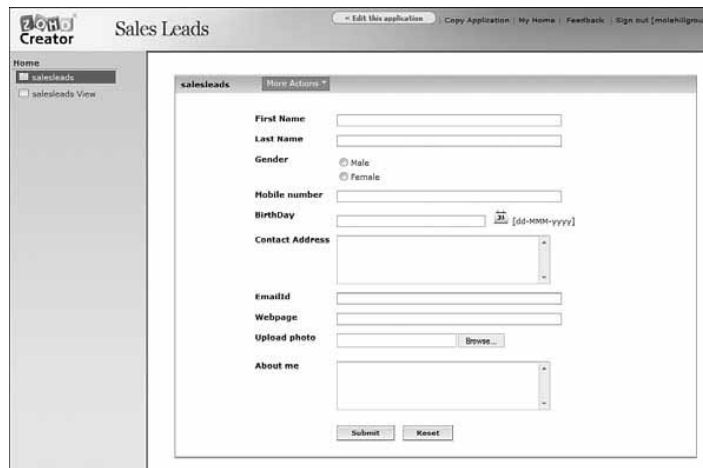 ZOHO
Creator
Sales Leads
« Edit this application
Copy Application | My Home | Feedback | Sign out [molehillgrou
Home
salesleads
salesleads View
salesleads
More Actions
First Name
Last Name
Gender
Male
Female
Mobile number
BirthDay
31
[dd-MMM-yyyy]
Contact Address
EmailId
Webpage
Upload photo
Browse...
About me
Submit
Reset